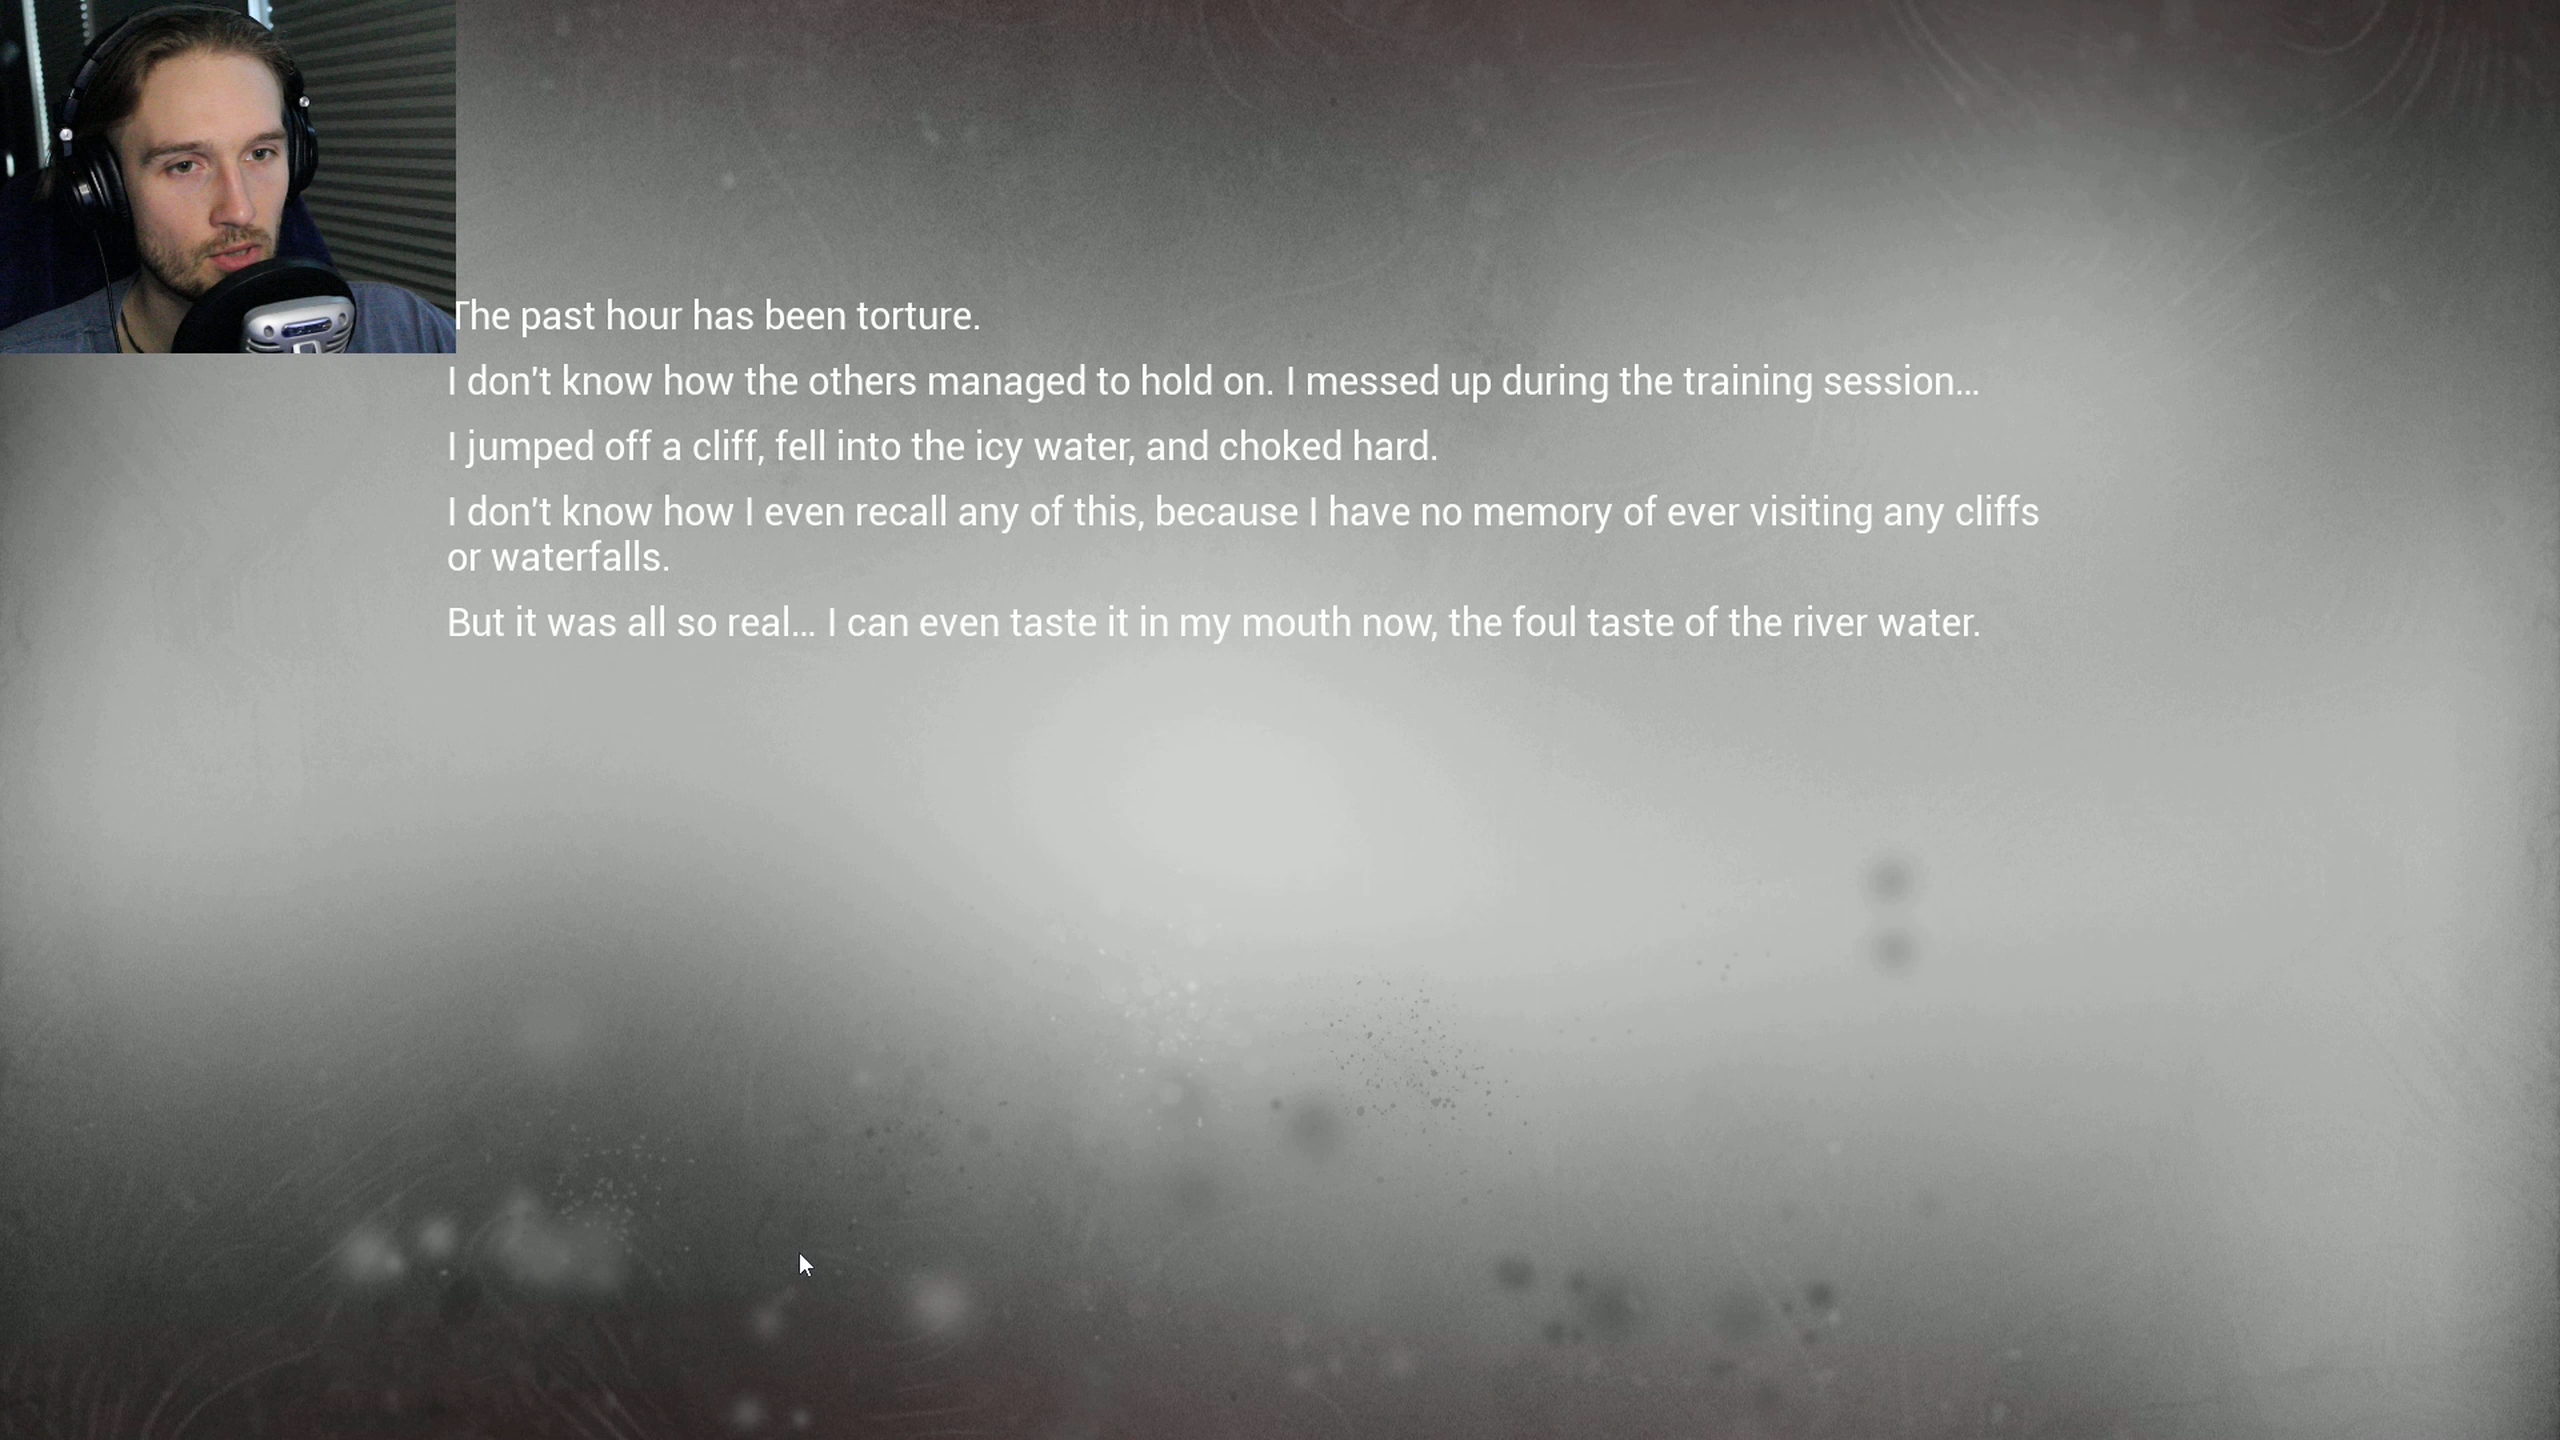 The past hour has been torture.
I don't know how the others managed to hold on. I messed up during the training session...
I jumped off a cliff, fell into the icy water, and choked hard.
I don't know how I even recall any of this, because I have no memory of ever visiting any cliffs
or waterfalls.
But it was all so real... I can even taste it in my mouth now, the foul taste of the river water.